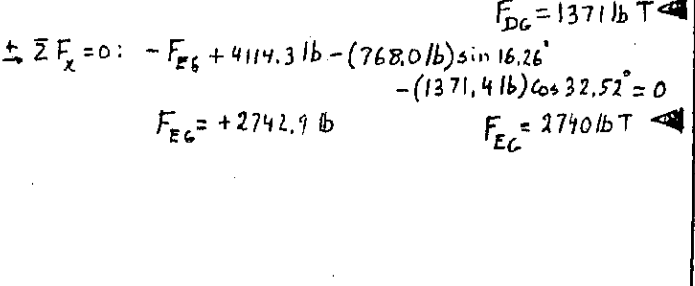 F_DG = 1371 lb T ◀
±→ Σ F_x = 0: - F_EG + 4114.3 lb - (768.0 lb) sin 16.26°
- (1371.4 lb) cos 32.52° = 0
F_EG = + 2742.9 lb F_EG = 2740 lb T ◀